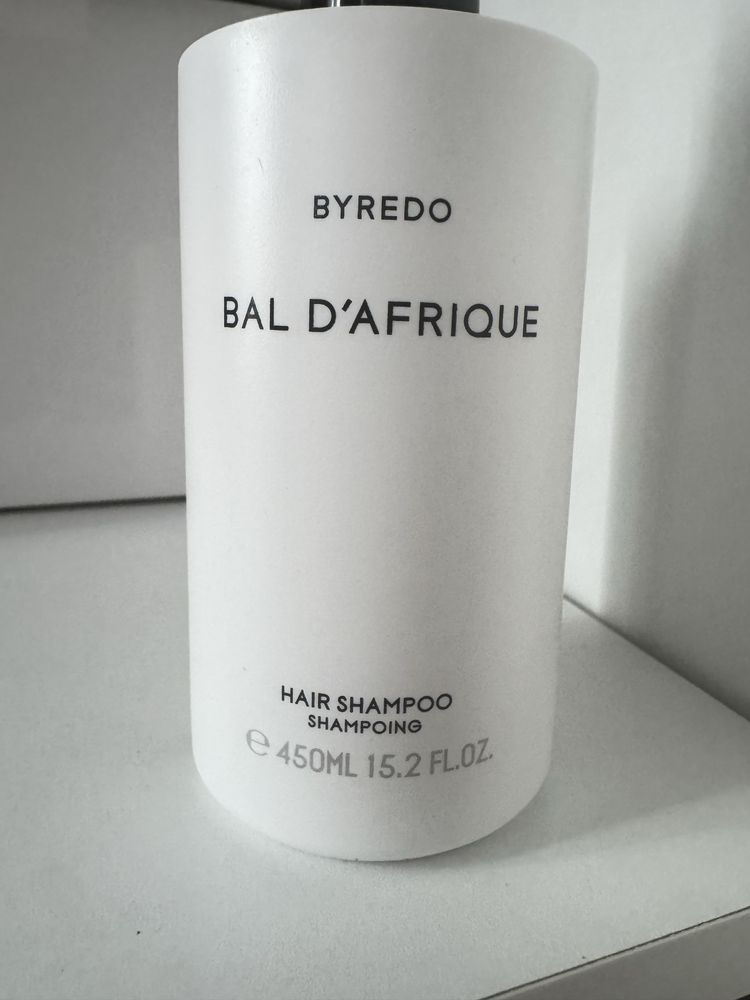 BYREDO
BAL D'AFRIQUE
HAIR SHAMPOO
SHAMPOING
℮ 450ML 15.2 FL.OZ.